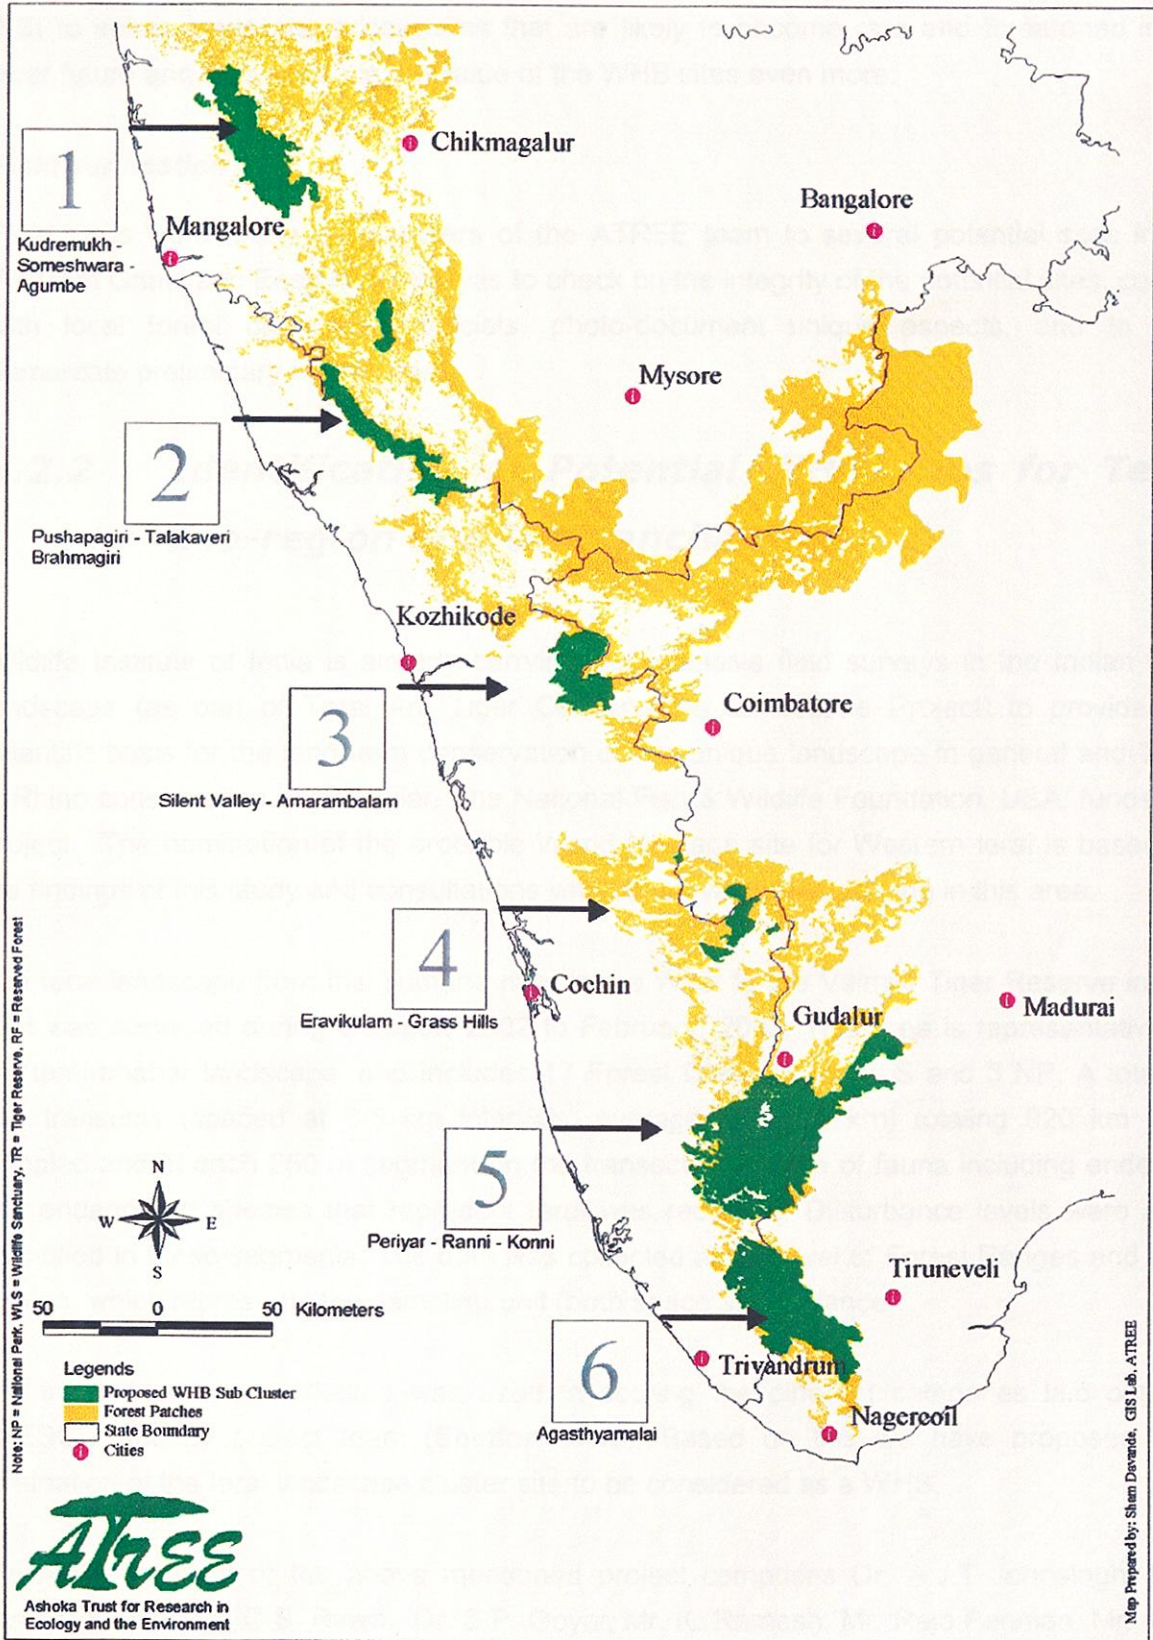 Chikmagalur
1
Bangalore
Mangalore
Kudremukh -
Someshwara -
Agumbe
Mysore
2
Pushapagiri - Talakaveri
Brahmagiri
Kozhikode
Coimbatore
3
Silent Valley - Amarambalam
4
Cochin
Eravikulam - Grass Hills
Gudalur
Madurai
5
Periyar - Ranni - Konni
N
W E
S
Tiruneveli
50 0 50 Kilometers
6
Trivandrum
Agasthyamalai
Nagercoil
Legends
Proposed WHB Sub Cluster
Forest Patches
State Boundary
Cities
ATREE
Ashoka Trust for Research in
Ecology and the Environment
Note: NP = National Park, WLS = Wildlife Sanctuary, TR = Tiger Reserve, RF = Reserved Forest
Map Prepared by: Sham Davande, GIS Lab, ATREE